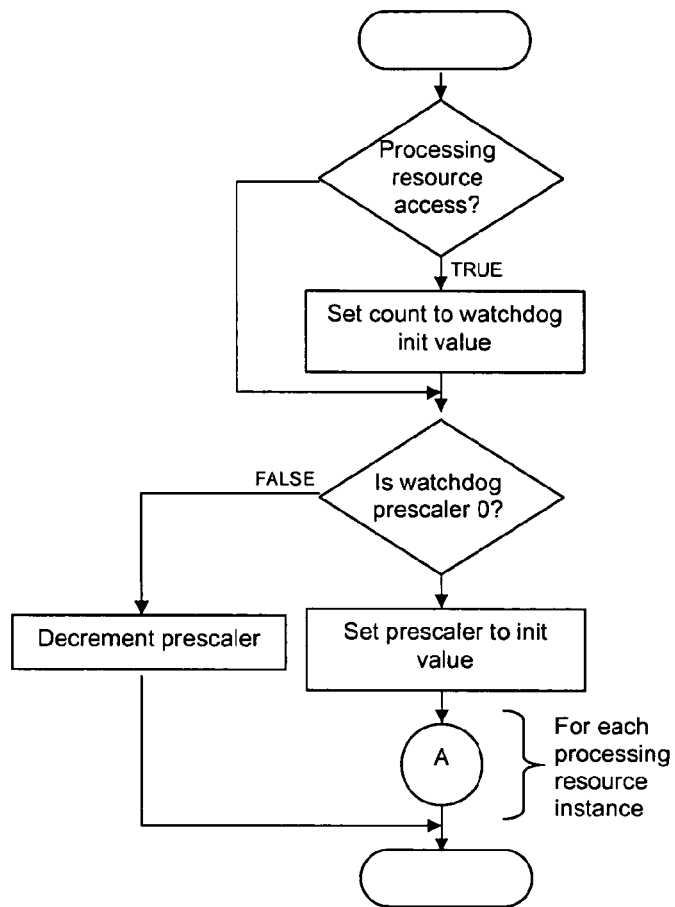 Processing
resource
access?
TRUE
Set count to watchdog
init value
FALSE
Is watchdog
prescaler 0?
Decrement prescaler
Set prescaler to init
value
A
For each
processing
resource
instance